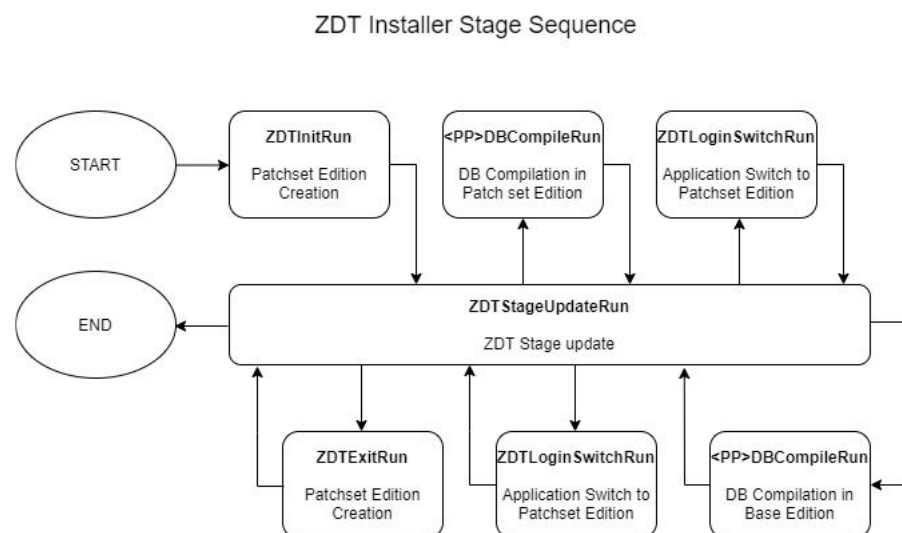 ZDT Installer Stage Sequence
START
ZDTInitRun
Patchset Edition
Creation
<PP>DBCompileRun
DB Compilation in
Patch set Edition
ZDTLoginSwitchRun
Application Switch to
Patchset Edition
END
ZDTStageUpdateRun
ZDT Stage update
ZDTExitRun
Patchset Edition
Creation
ZDTLoginSwitchRun
Application Switch to
Patchset Edition
<PP>DBCompileRun
DB Compilation in
Base Edition